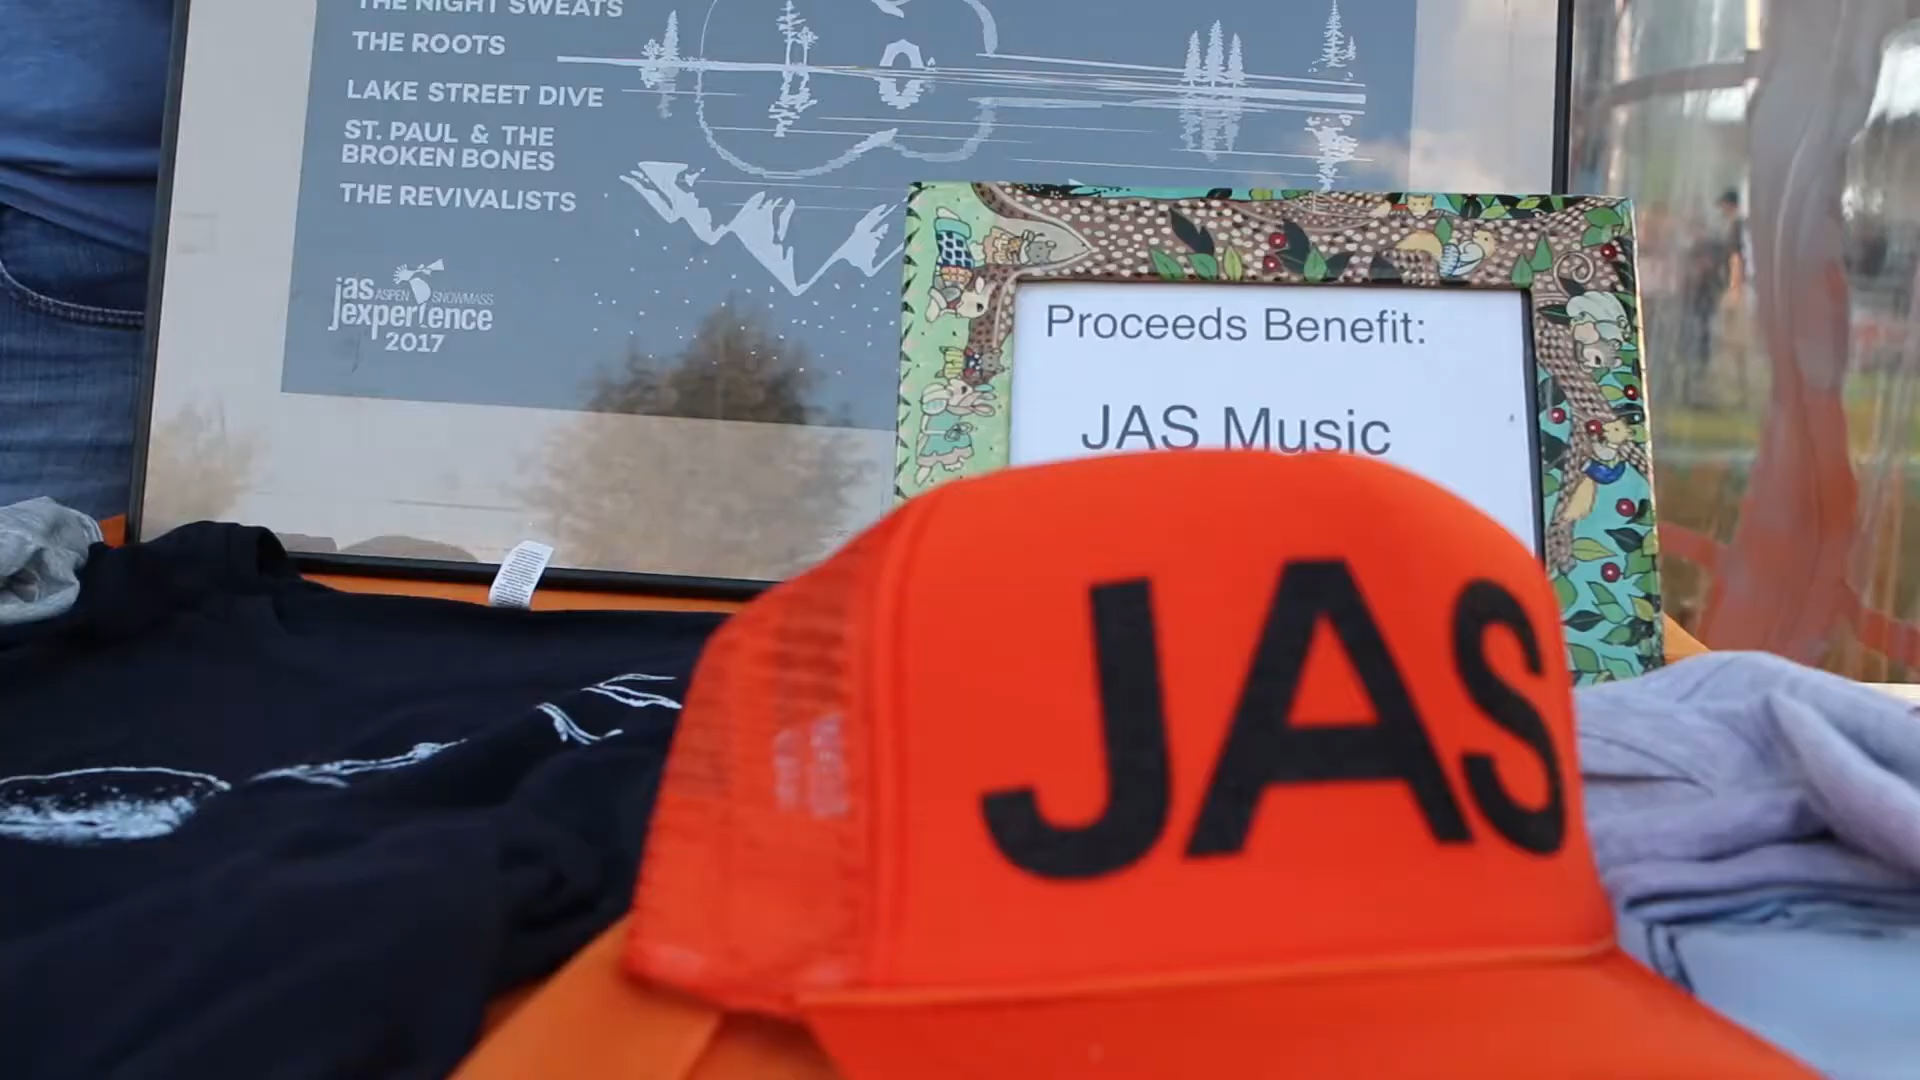 THE NIGHT SWEATS
THE ROOTS
LAKE STREET DIVE
ST. PAUL & THE
BROKEN BONES
THE REVIVALISTS
jas ASPEN SNOWMASS
experience
2017
Proceeds Benefit:
JAS Music
JAS